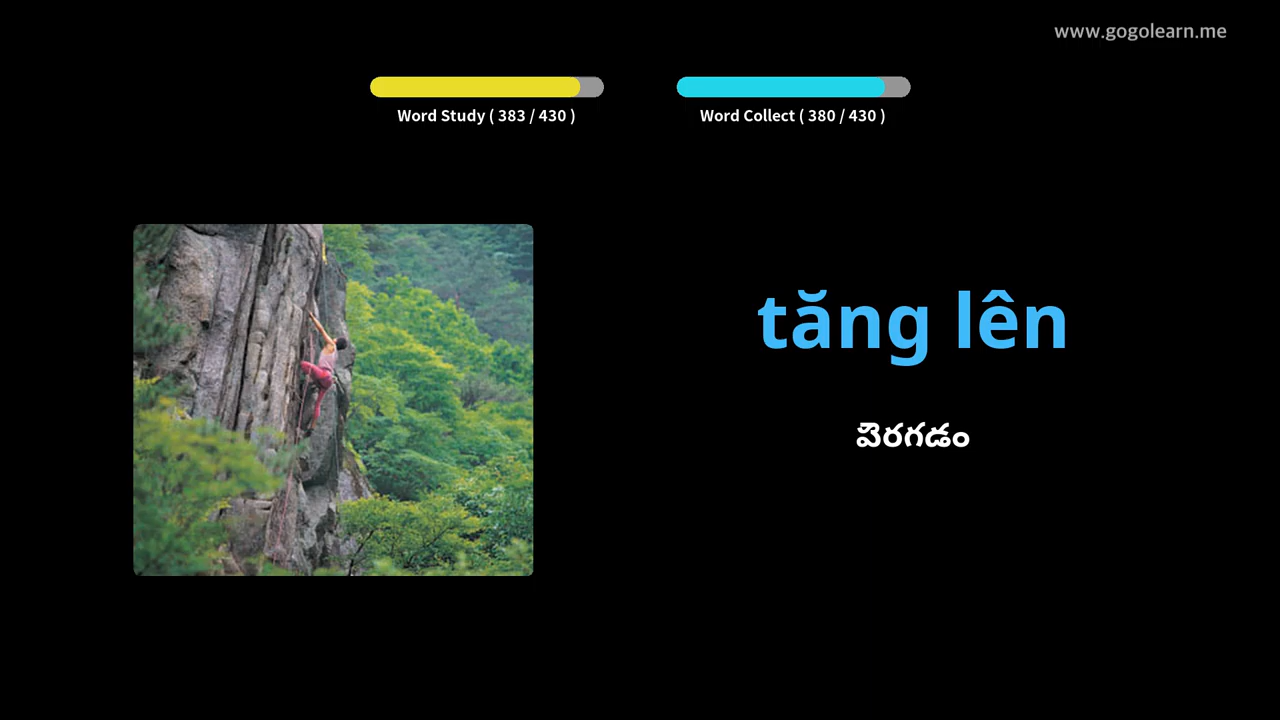 www.gogolearn.me
Word Study ( 383 / 430 )
Word Collect ( 380 / 430 )
tăng lên
పెరగడం